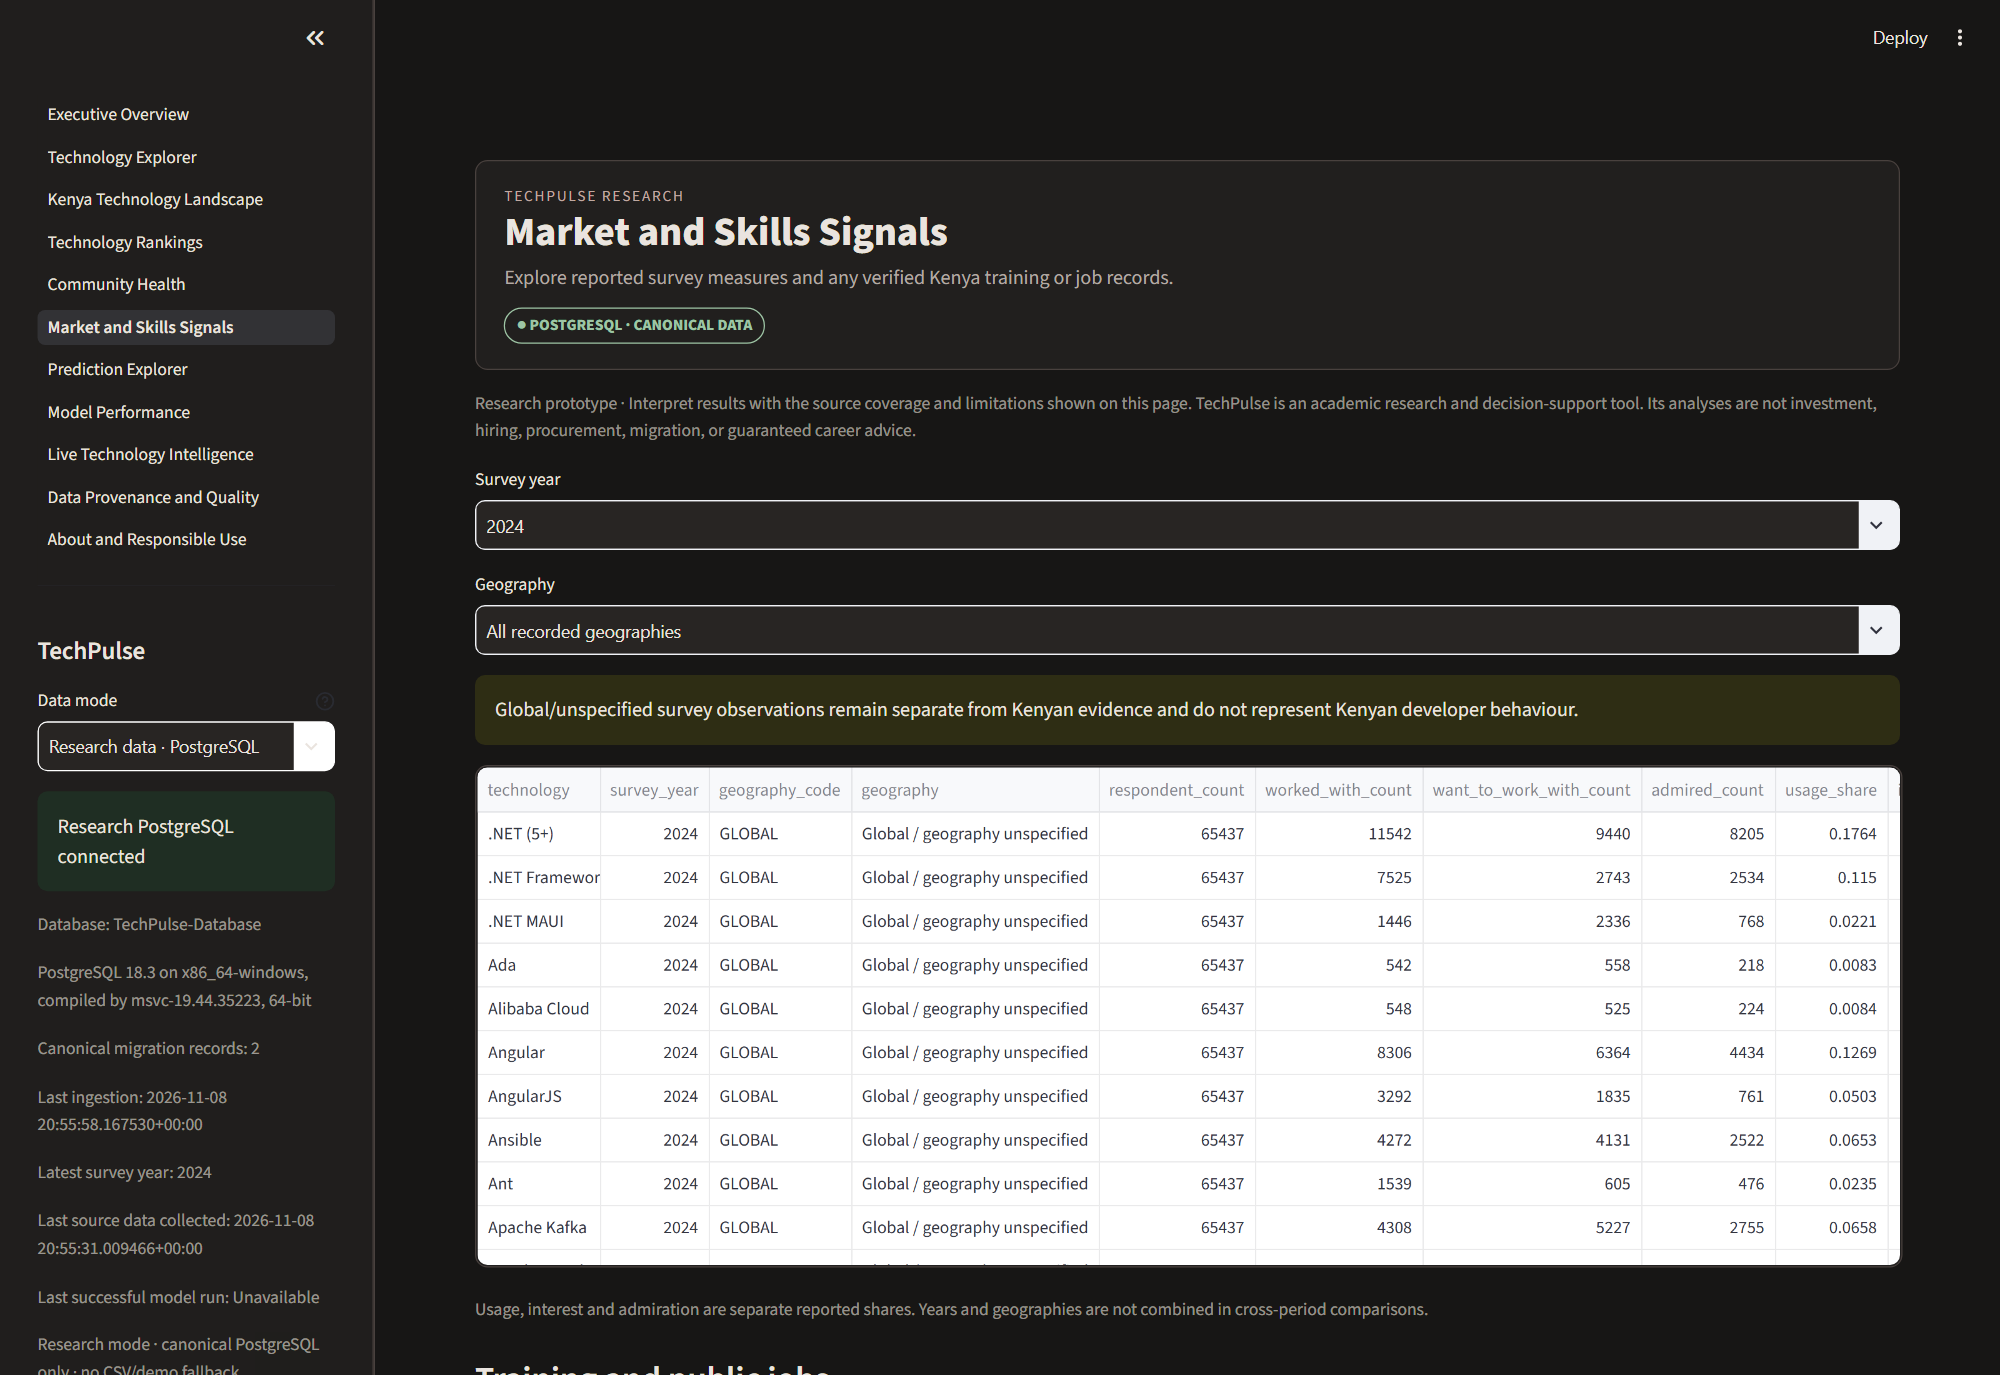 Deploy
Executive Overview
Technology Explorer
Kenya Technology Landscape
Technology Rankings
Community Health
Market and Skills Signals
Prediction Explorer
Model Performance
Live Technology Intelligence
Data Provenance and Quality
About and Responsible Use
TechPulse
Data mode
Research data · PostgreSQL
Research PostgreSQL
connected
Database: TechPulse-Database
PostgreSQL 18.3 on x86_64-windows,
compiled by msvc-19.44.35223, 64-bit
Canonical migration records: 2
Last ingestion: 2026-11-08
20:55:58.167530+00:00
Latest survey year: 2024
Last source data collected: 2026-11-08
20:55:31.009466+00:00
Last successful model run: Unavailable
Research mode · canonical PostgreSQL
only · no CSV/demo fallback
TECHPULSE RESEARCH
Market and Skills Signals
Explore reported survey measures and any verified Kenya training or job records.
POSTGRESQL · CANONICAL DATA
Research prototype · Interpret results with the source coverage and limitations shown on this page. TechPulse is an academic research and decision-support tool. Its analyses are not investment,
hiring, procurement, migration, or guaranteed career advice.
Survey year
2024
Geography
All recorded geographies
Global/unspecified survey observations remain separate from Kenyan evidence and do not represent Kenyan developer behaviour.
technology survey_year geography_code geography respondent_count worked_with_count want_to_work_with_count admired_count usage_share
.NET (5+) 2024 GLOBAL Global / geography unspecified 65437 11542 9440 8205 0.1764
.NET Framewor 2024 GLOBAL Global / geography unspecified 65437 7525 2743 2534 0.115
.NET MAUI 2024 GLOBAL Global / geography unspecified 65437 1446 2336 768 0.0221
Ada 2024 GLOBAL Global / geography unspecified 65437 542 558 218 0.0083
Alibaba Cloud 2024 GLOBAL Global / geography unspecified 65437 548 525 224 0.0084
Angular 2024 GLOBAL Global / geography unspecified 65437 8306 6364 4434 0.1269
AngularJS 2024 GLOBAL Global / geography unspecified 65437 3292 1835 761 0.0503
Ansible 2024 GLOBAL Global / geography unspecified 65437 4272 4131 2522 0.0653
Ant 2024 GLOBAL Global / geography unspecified 65437 1539 605 476 0.0235
Apache Kafka 2024 GLOBAL Global / geography unspecified 65437 4308 5227 2755 0.0658
Usage, interest and admiration are separate reported shares. Years and geographies are not combined in cross-period comparisons.
Training and public jobs